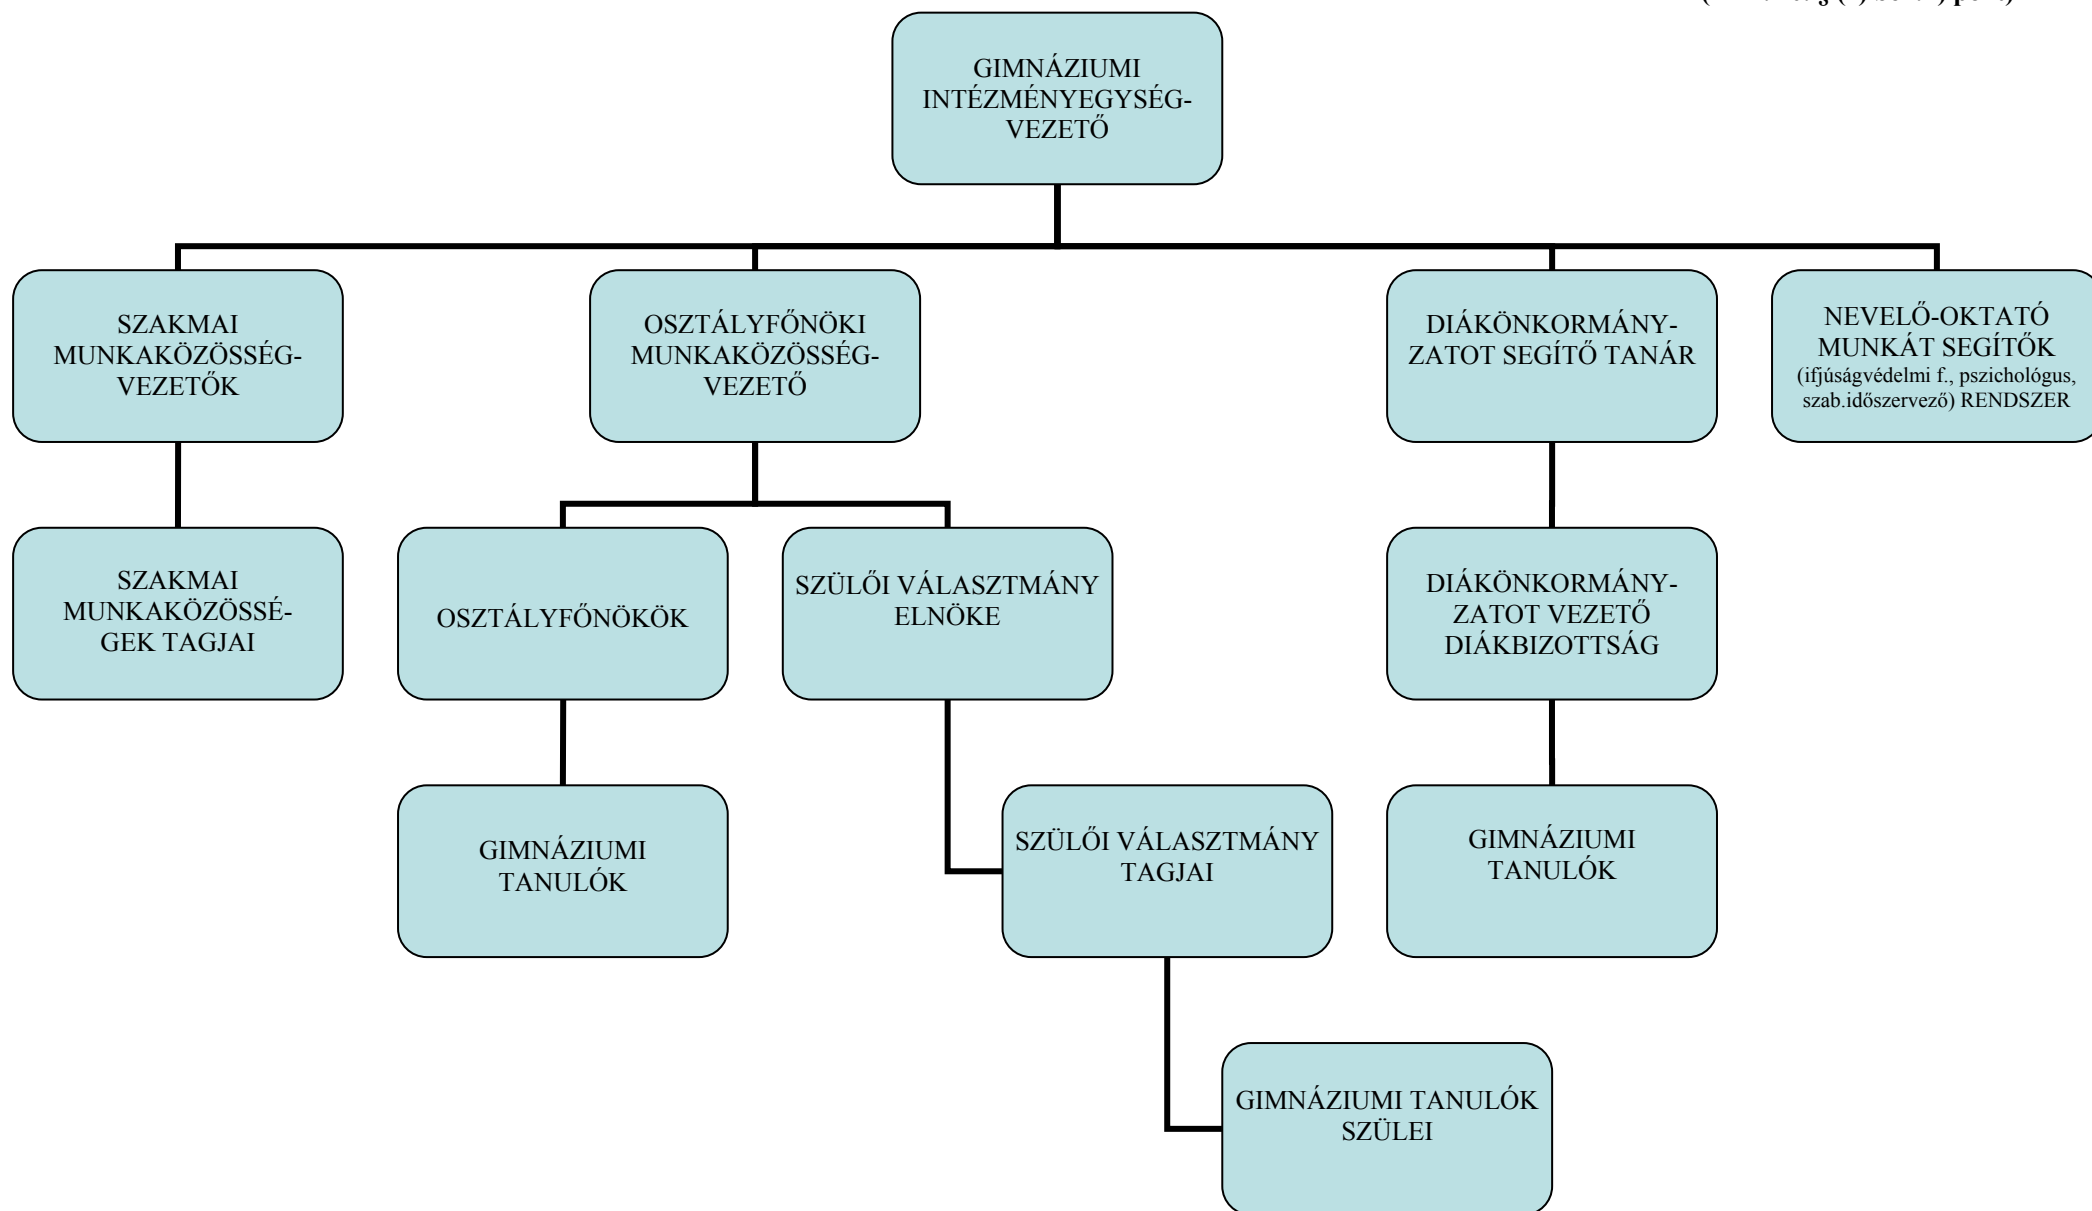 GIMNÁZIUMI
INTÉZMÉNYEGYSÉG-
VEZETŐ
SZAKMAI
MUNKAKÖZÖSSÉG-
VEZETŐK
OSZTÁLYFŐNÖKI
MUNKAKÖZÖSSÉG-
VEZETŐ
DIÁKÖNKORMÁNY-
ZATOT SEGÍTŐ TANÁR
NEVELŐ-OKTATÓ
MUNKÁT SEGÍTŐK
(ifjúságvédelmi f., pszichológus,
szab.időszervező) RENDSZER
SZAKMAI
MUNKAKÖZÖSSÉ-
GEK TAGJAI
OSZTÁLYFŐNÖKÖK
SZÜLŐI VÁLASZTMÁNY
ELNÖKE
DIÁKÖNKORMÁNY-
ZATOT VEZETŐ
DIÁKBIZOTTSÁG
GIMNÁZIUMI
TANULÓK
SZÜLŐI VÁLASZTMÁNY
TAGJAI
GIMNÁZIUMI
TANULÓK
GIMNÁZIUMI TANULÓK
SZÜLEI